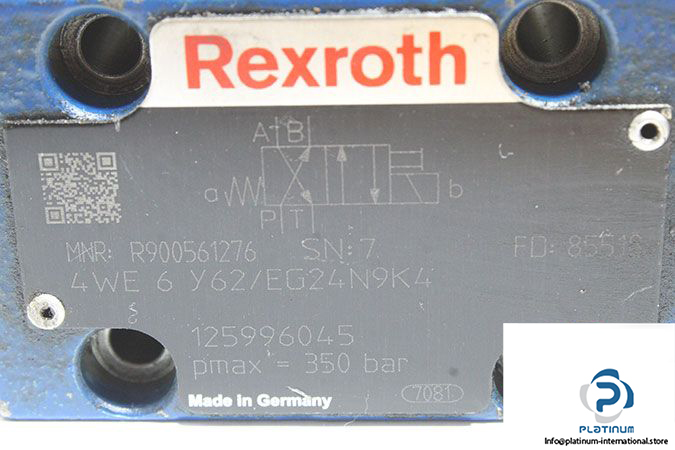 Rexroth
A B
a b
P T
MNR: R900561276 SN: 7 FD:
4WE 6 Y62/EG24N9K4
125996045
pmax = 350 bar
Made in Germany 7081
PLATINUM
Info@platinum-international.store